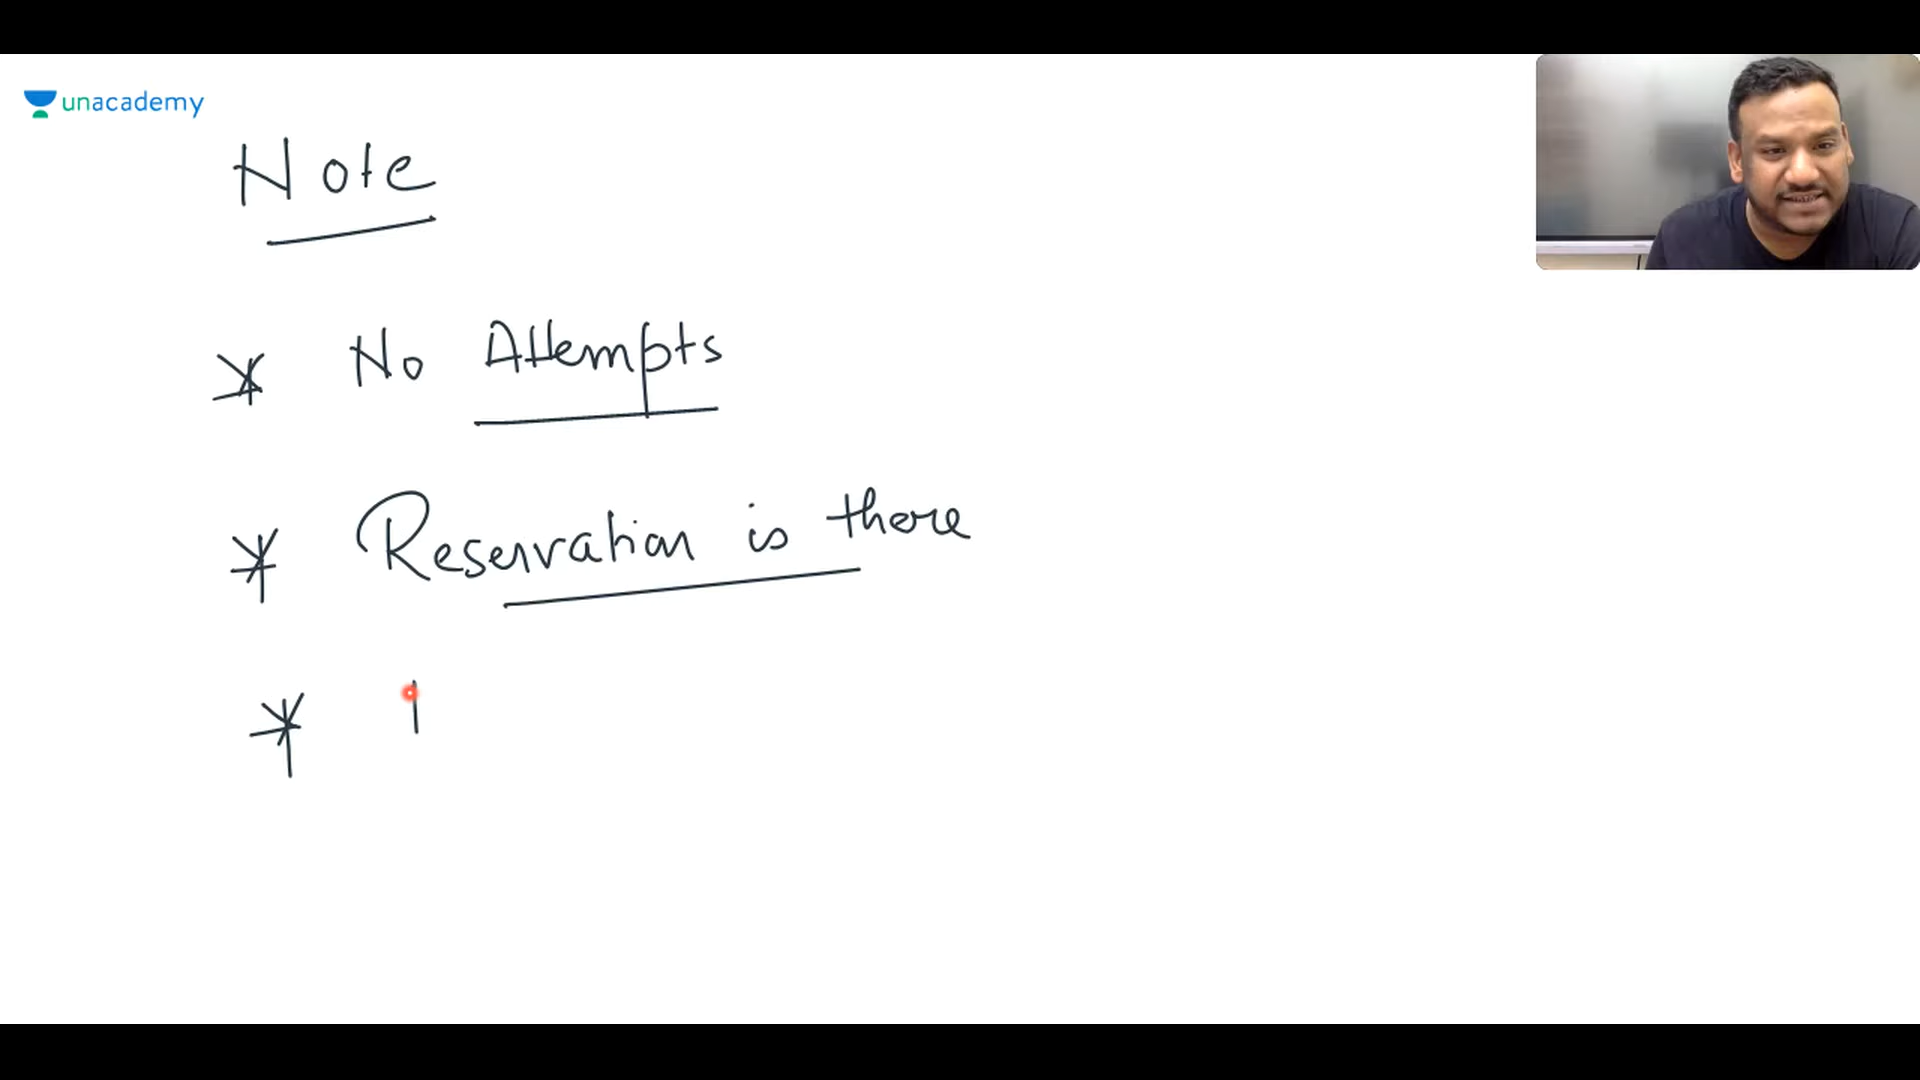 unacademy
Note
* No Attempts
* Reservation is there
*